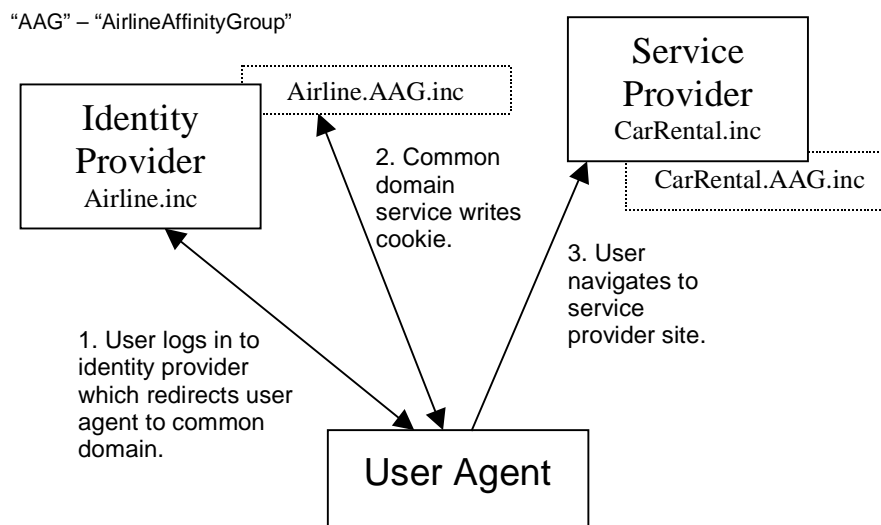 “AAG” – “AirlineAffinityGroup”
Identity
Provider
Airline.inc
Airline.AAG.inc
Service
Provider
CarRental.inc
CarRental.AAG.inc
2. Common
domain
service writes
cookie.
3. User
navigates to
service
provider site.
1. User logs in to
identity provider
which redirects user
agent to common
domain.
User Agent